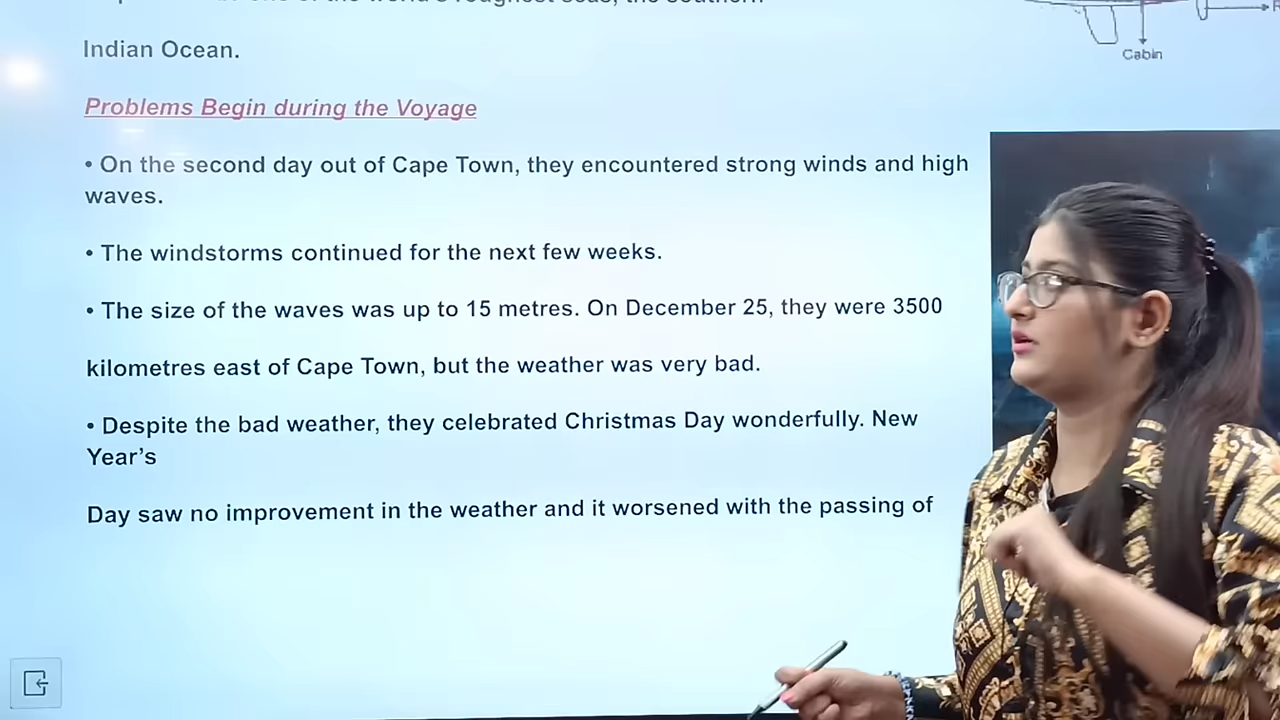 Indian Ocean.
Cabin
Problems Begin during the Voyage
• On the second day out of Cape Town, they encountered strong winds and high
waves.
• The windstorms continued for the next few weeks.
• The size of the waves was up to 15 metres. On December 25, they were 3500
kilometres east of Cape Town, but the weather was very bad.
• Despite the bad weather, they celebrated Christmas Day wonderfully. New
Year’s
Day saw no improvement in the weather and it worsened with the passing of